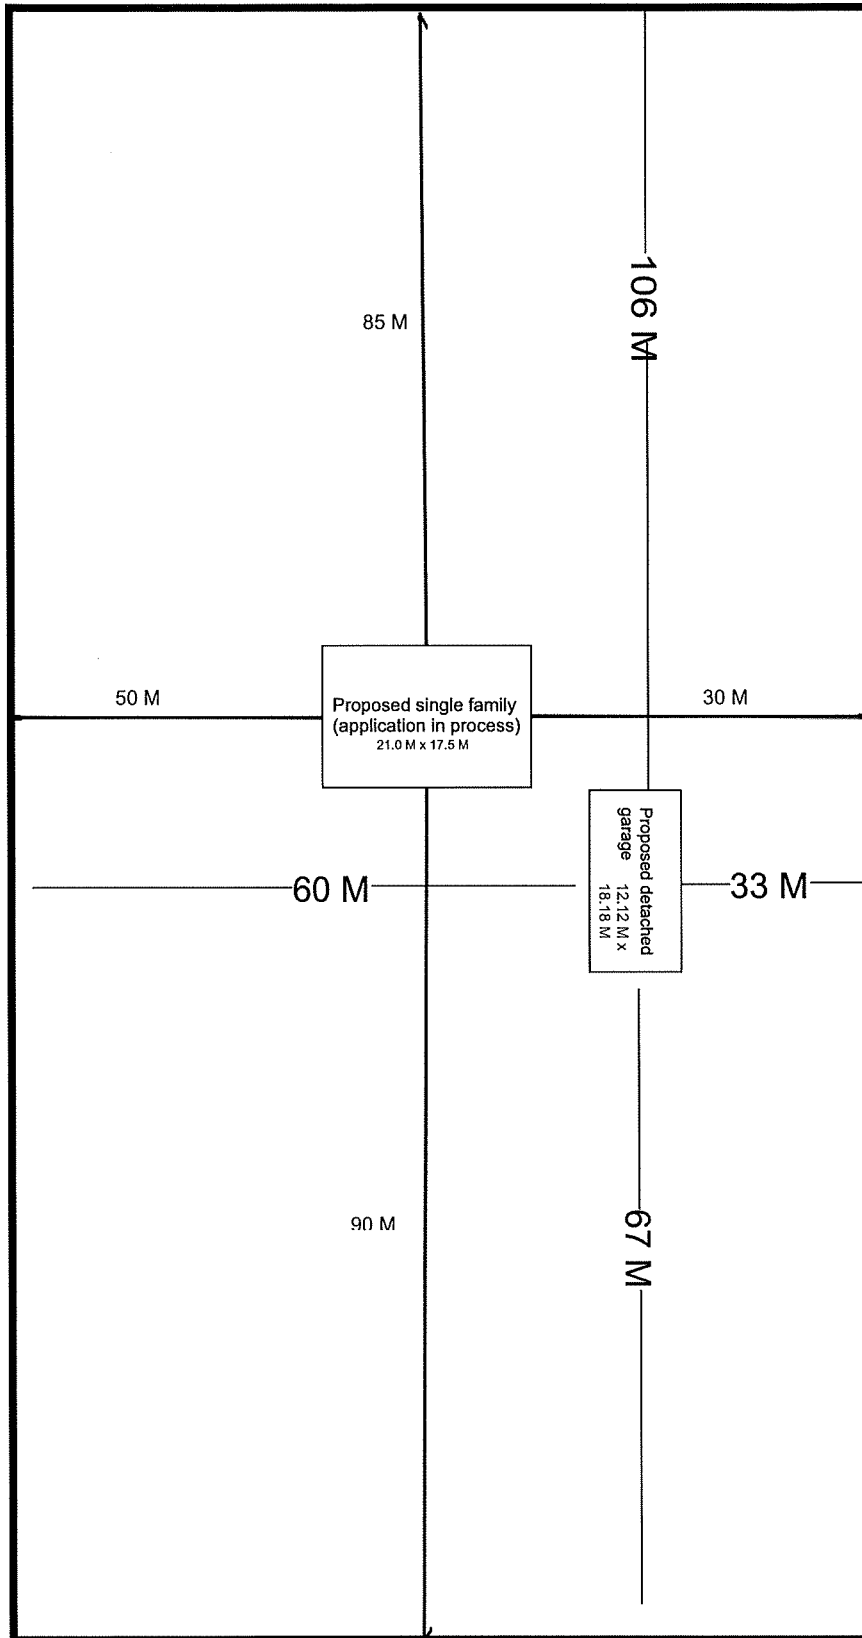 106 M
85 M
50 M
Proposed single family
(application in process)
21.0 M x 17.5 M
30 M
Proposed detached
garage 12.12 M x
18.18 M
60 M
33 M
90 M
67 M